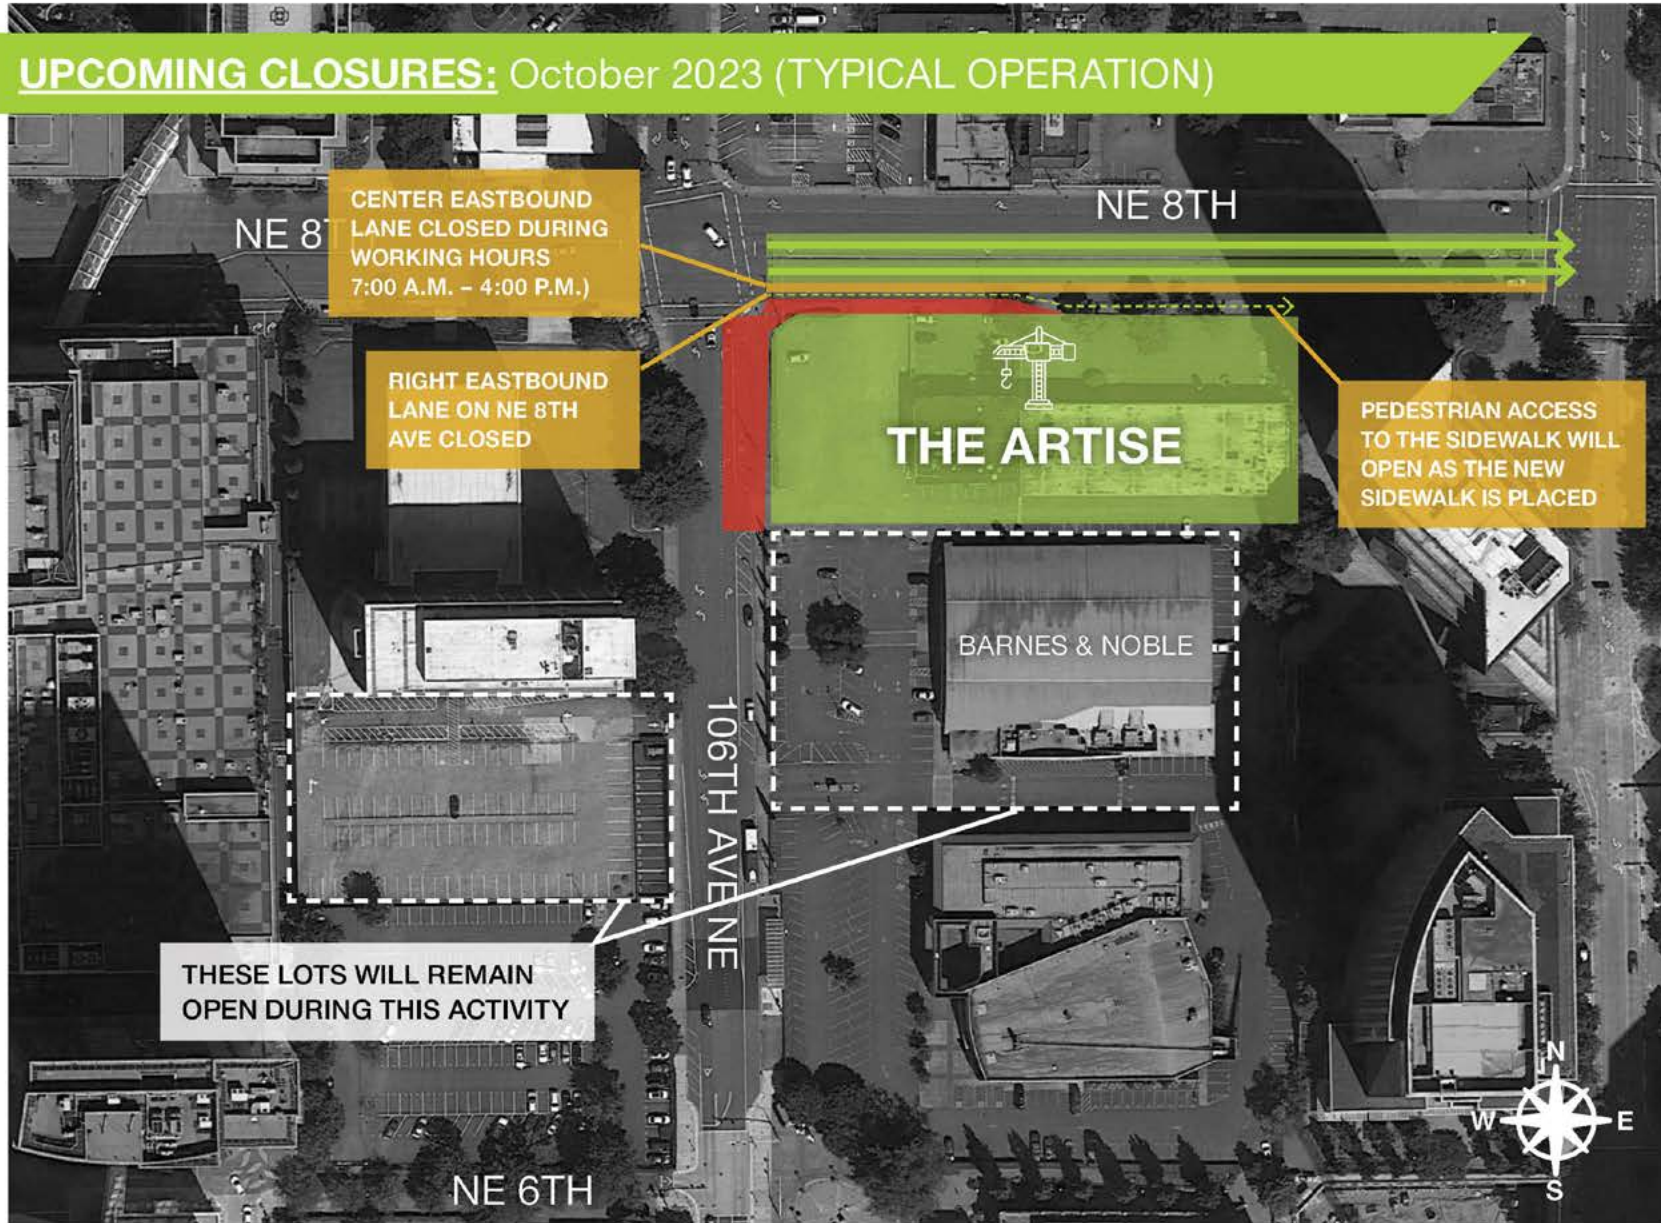 UPCOMING CLOSURES: October 2023 (TYPICAL OPERATION)
CENTER EASTBOUND
LANE CLOSED DURING
WORKING HOURS
7:00 A.M. – 4:00 P.M.)
NE 8T
NE 8TH
RIGHT EASTBOUND
LANE ON NE 8TH
AVE CLOSED
THE ARTISE
PEDESTRIAN ACCESS
TO THE SIDEWALK WILL
OPEN AS THE NEW
SIDEWALK IS PLACED
BARNES & NOBLE
106TH AVE NE
THESE LOTS WILL REMAIN
OPEN DURING THIS ACTIVITY
NE 6TH
N
W
E
S